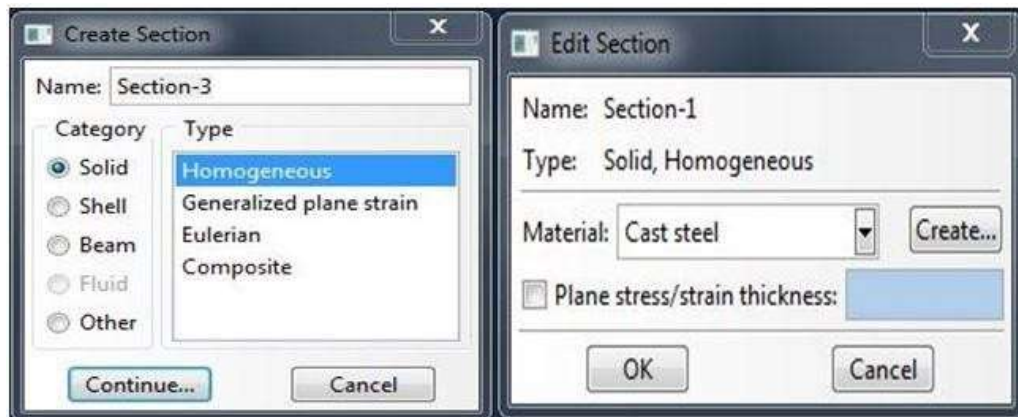 Create Section
X
Name: Section-3
Category
Type
Solid
Shell
Beam
Fluid
Other
Homogeneous
Generalized plane strain
Eulerian
Composite
Continue...
Cancel
Edit Section
X
Name: Section-1
Type: Solid, Homogeneous
Material: Cast steel
Create...
Plane stress/strain thickness:
OK
Cancel